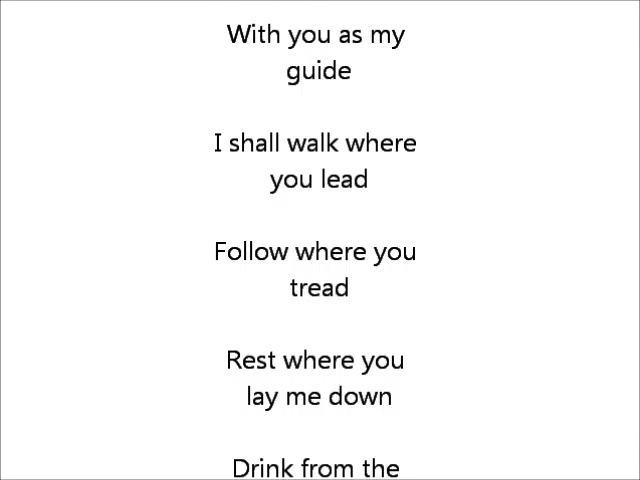 With you as my
guide
I shall walk where
you lead
Follow where you
tread
Rest where you
lay me down
Drink from the